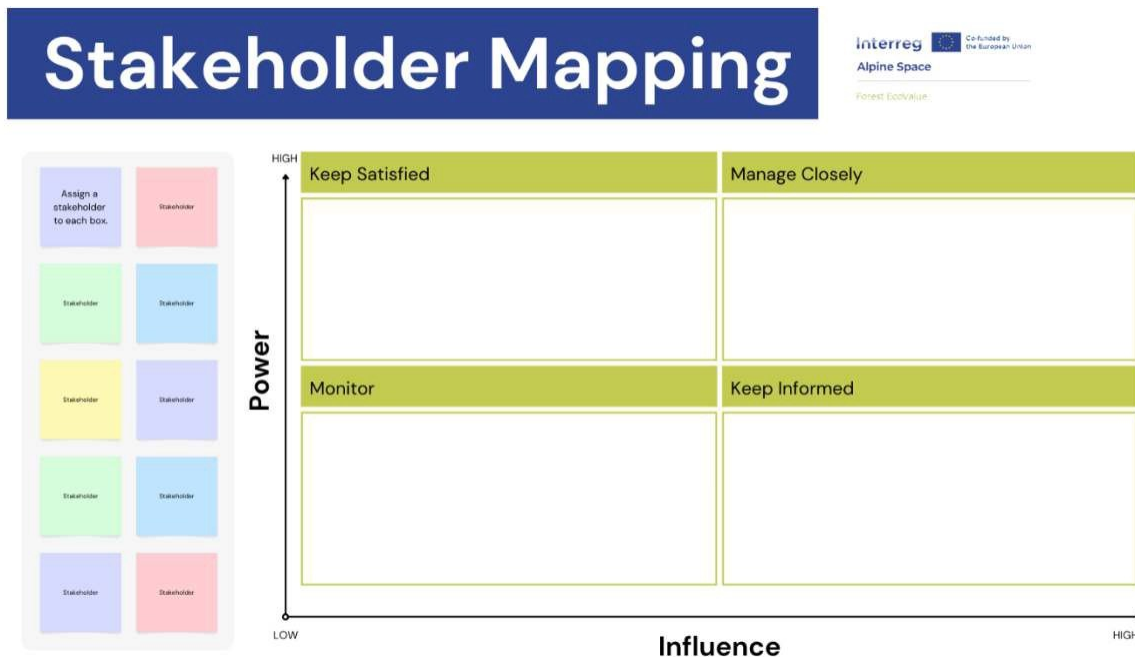 Stakeholder Mapping
Interreg
Co-funded by
the European Union
Alpine Space
Forest EcoValue
Assign a
stakeholder
to each box.
Stakeholder
Stakeholder
Stakeholder
Stakeholder
Stakeholder
Stakeholder
Stakeholder
Stakeholder
Stakeholder
HIGH
Keep Satisfied
Manage Closely
Power
Monitor
Keep Informed
LOW
Influence
HIGH